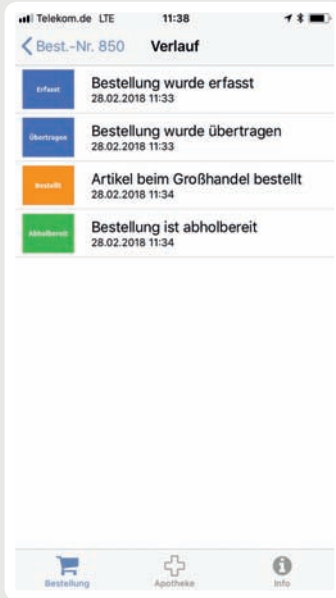 Telekom.de LTE 11:38
Best.-Nr. 850 Verlauf
Erfasst
Bestellung wurde erfasst
28.02.2018 11:33
Übertragen
Bestellung wurde übertragen
28.02.2018 11:33
Bestellt
Artikel beim Großhandel bestellt
28.02.2018 11:34
Abholbereit
Bestellung ist abholbereit
28.02.2018 11:34
Bestellung Apotheke Info